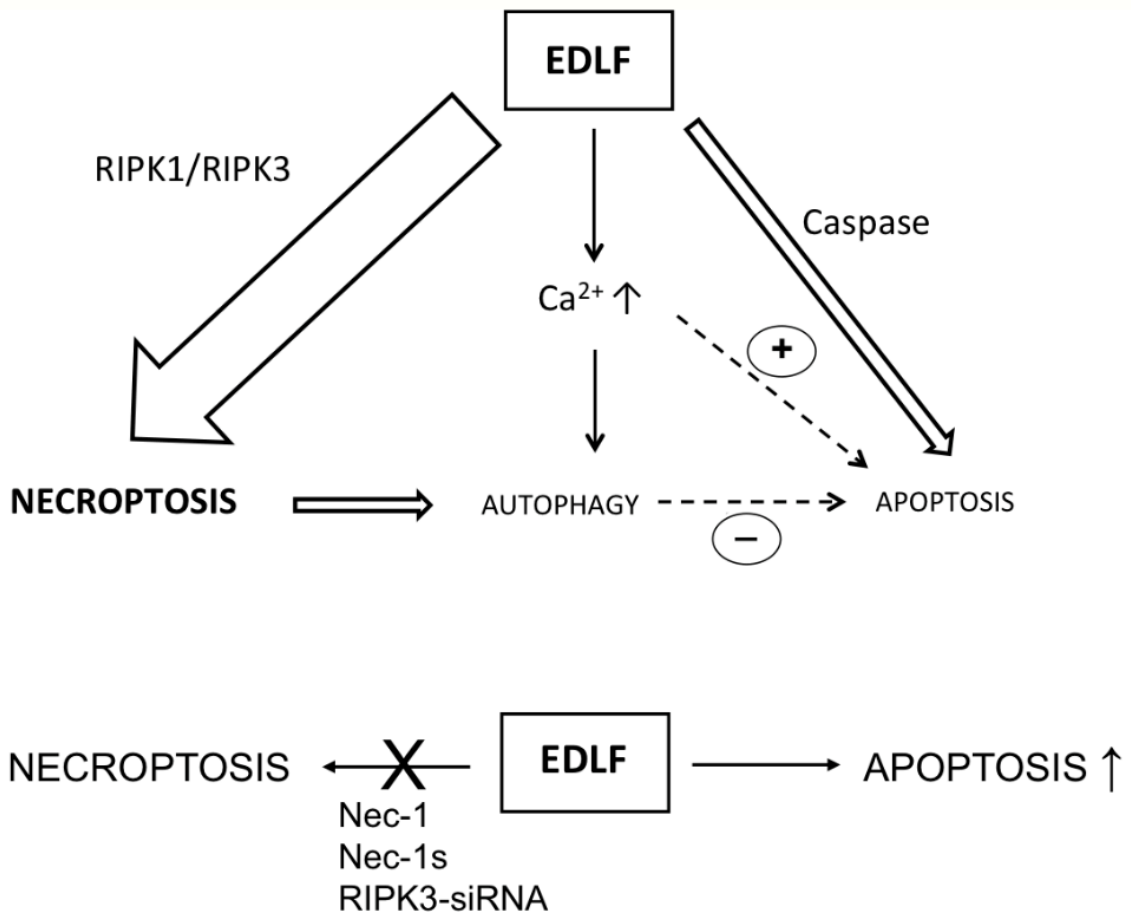 EDLF
RIPK1/RIPK3
Caspase
Ca²⁺ ↑
+
NECROPTOSIS
AUTOPHAGY
APOPTOSIS
−
NECROPTOSIS
X
EDLF
APOPTOSIS ↑
Nec-1
Nec-1s
RIPK3-siRNA